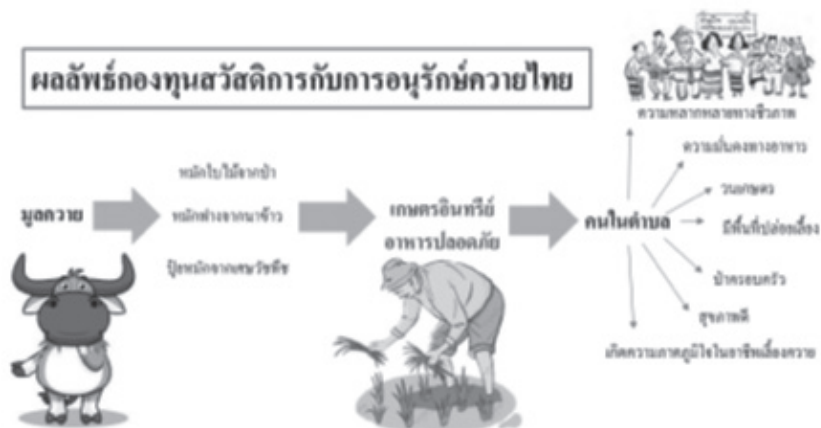 ผลลัพธ์กองทุนสวัสดิการกับการอนุรักษ์ควายไทย
มูลควาย
หมักใบไม้จากป่า
หมักฟางจากนาข้าว
ปุ๋ยหมักจากเศษวัชพืช
เกษตรอินทรีย์
อาหารปลอดภัย
คนในตำบล
ความหลากหลายทางชีวภาพ
ความมั่นคงทางอาหาร
วนเกษตร
มีพื้นที่ปล่อยเลี้ยง
ป่าครอบครัว
สุขภาพดี
เกิดความภาคภูมิใจในอาชีพเลี้ยงควาย